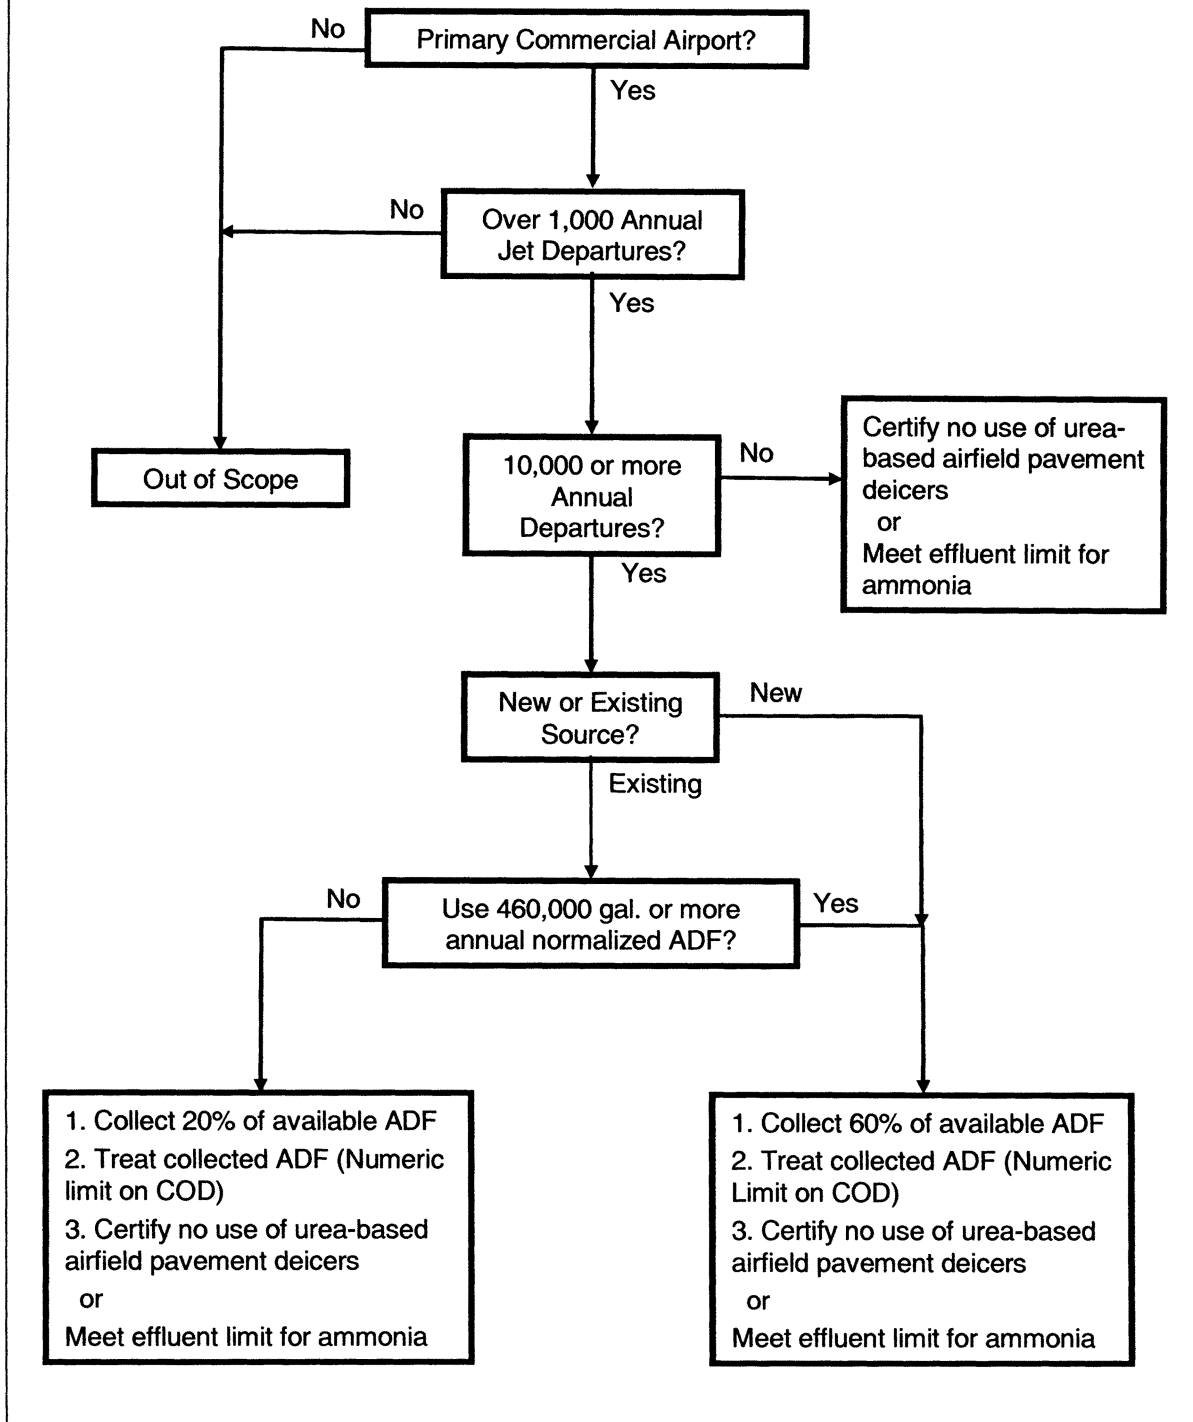 No
Primary Commercial Airport?
Yes
No
Over 1,000 Annual
Jet Departures?
Yes
Out of Scope
10,000 or more
Annual
Departures?
No
Certify no use of urea-
based airfield pavement
deicers
or
Meet effluent limit for
ammonia
Yes
New or Existing
Source?
New
Existing
No
Use 460,000 gal. or more
annual normalized ADF?
Yes
1. Collect 20% of available ADF
2. Treat collected ADF (Numeric
limit on COD)
3. Certify no use of urea-based
airfield pavement deicers
or
Meet effluent limit for ammonia
1. Collect 60% of available ADF
2. Treat collected ADF (Numeric
Limit on COD)
3. Certify no use of urea-based
airfield pavement deicers
or
Meet effluent limit for ammonia